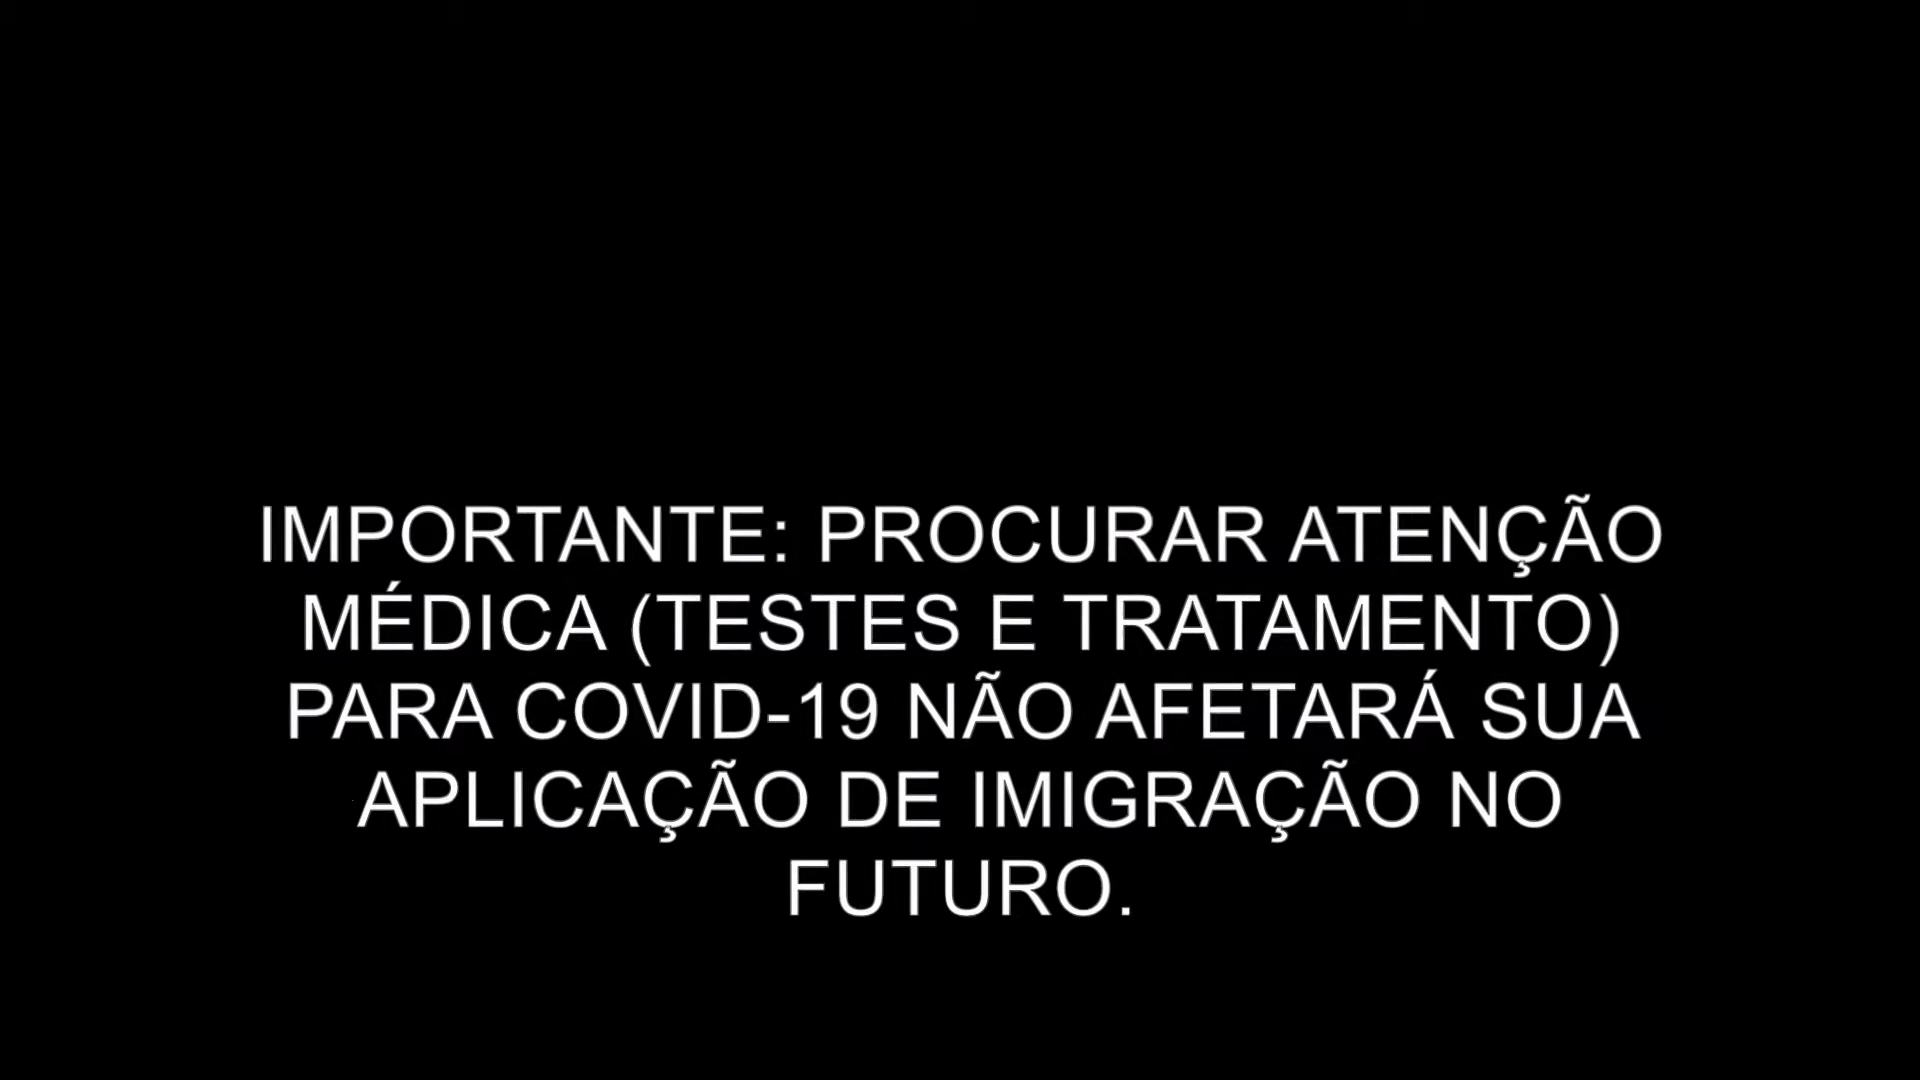 IMPORTANTE: PROCURAR ATENÇÃO
MÉDICA (TESTES E TRATAMENTO)
PARA COVID-19 NÃO AFETARÁ SUA
APLICAÇÃO DE IMIGRAÇÃO NO
FUTURO.